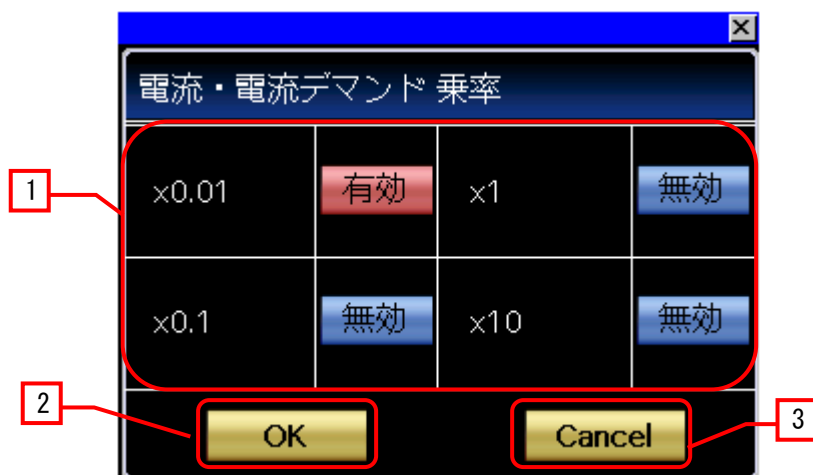 電流・電流デマンド 乗率
1
x0.01 有効 x1 無効
x0.1 無効 x10 無効
2
OK Cancel
3